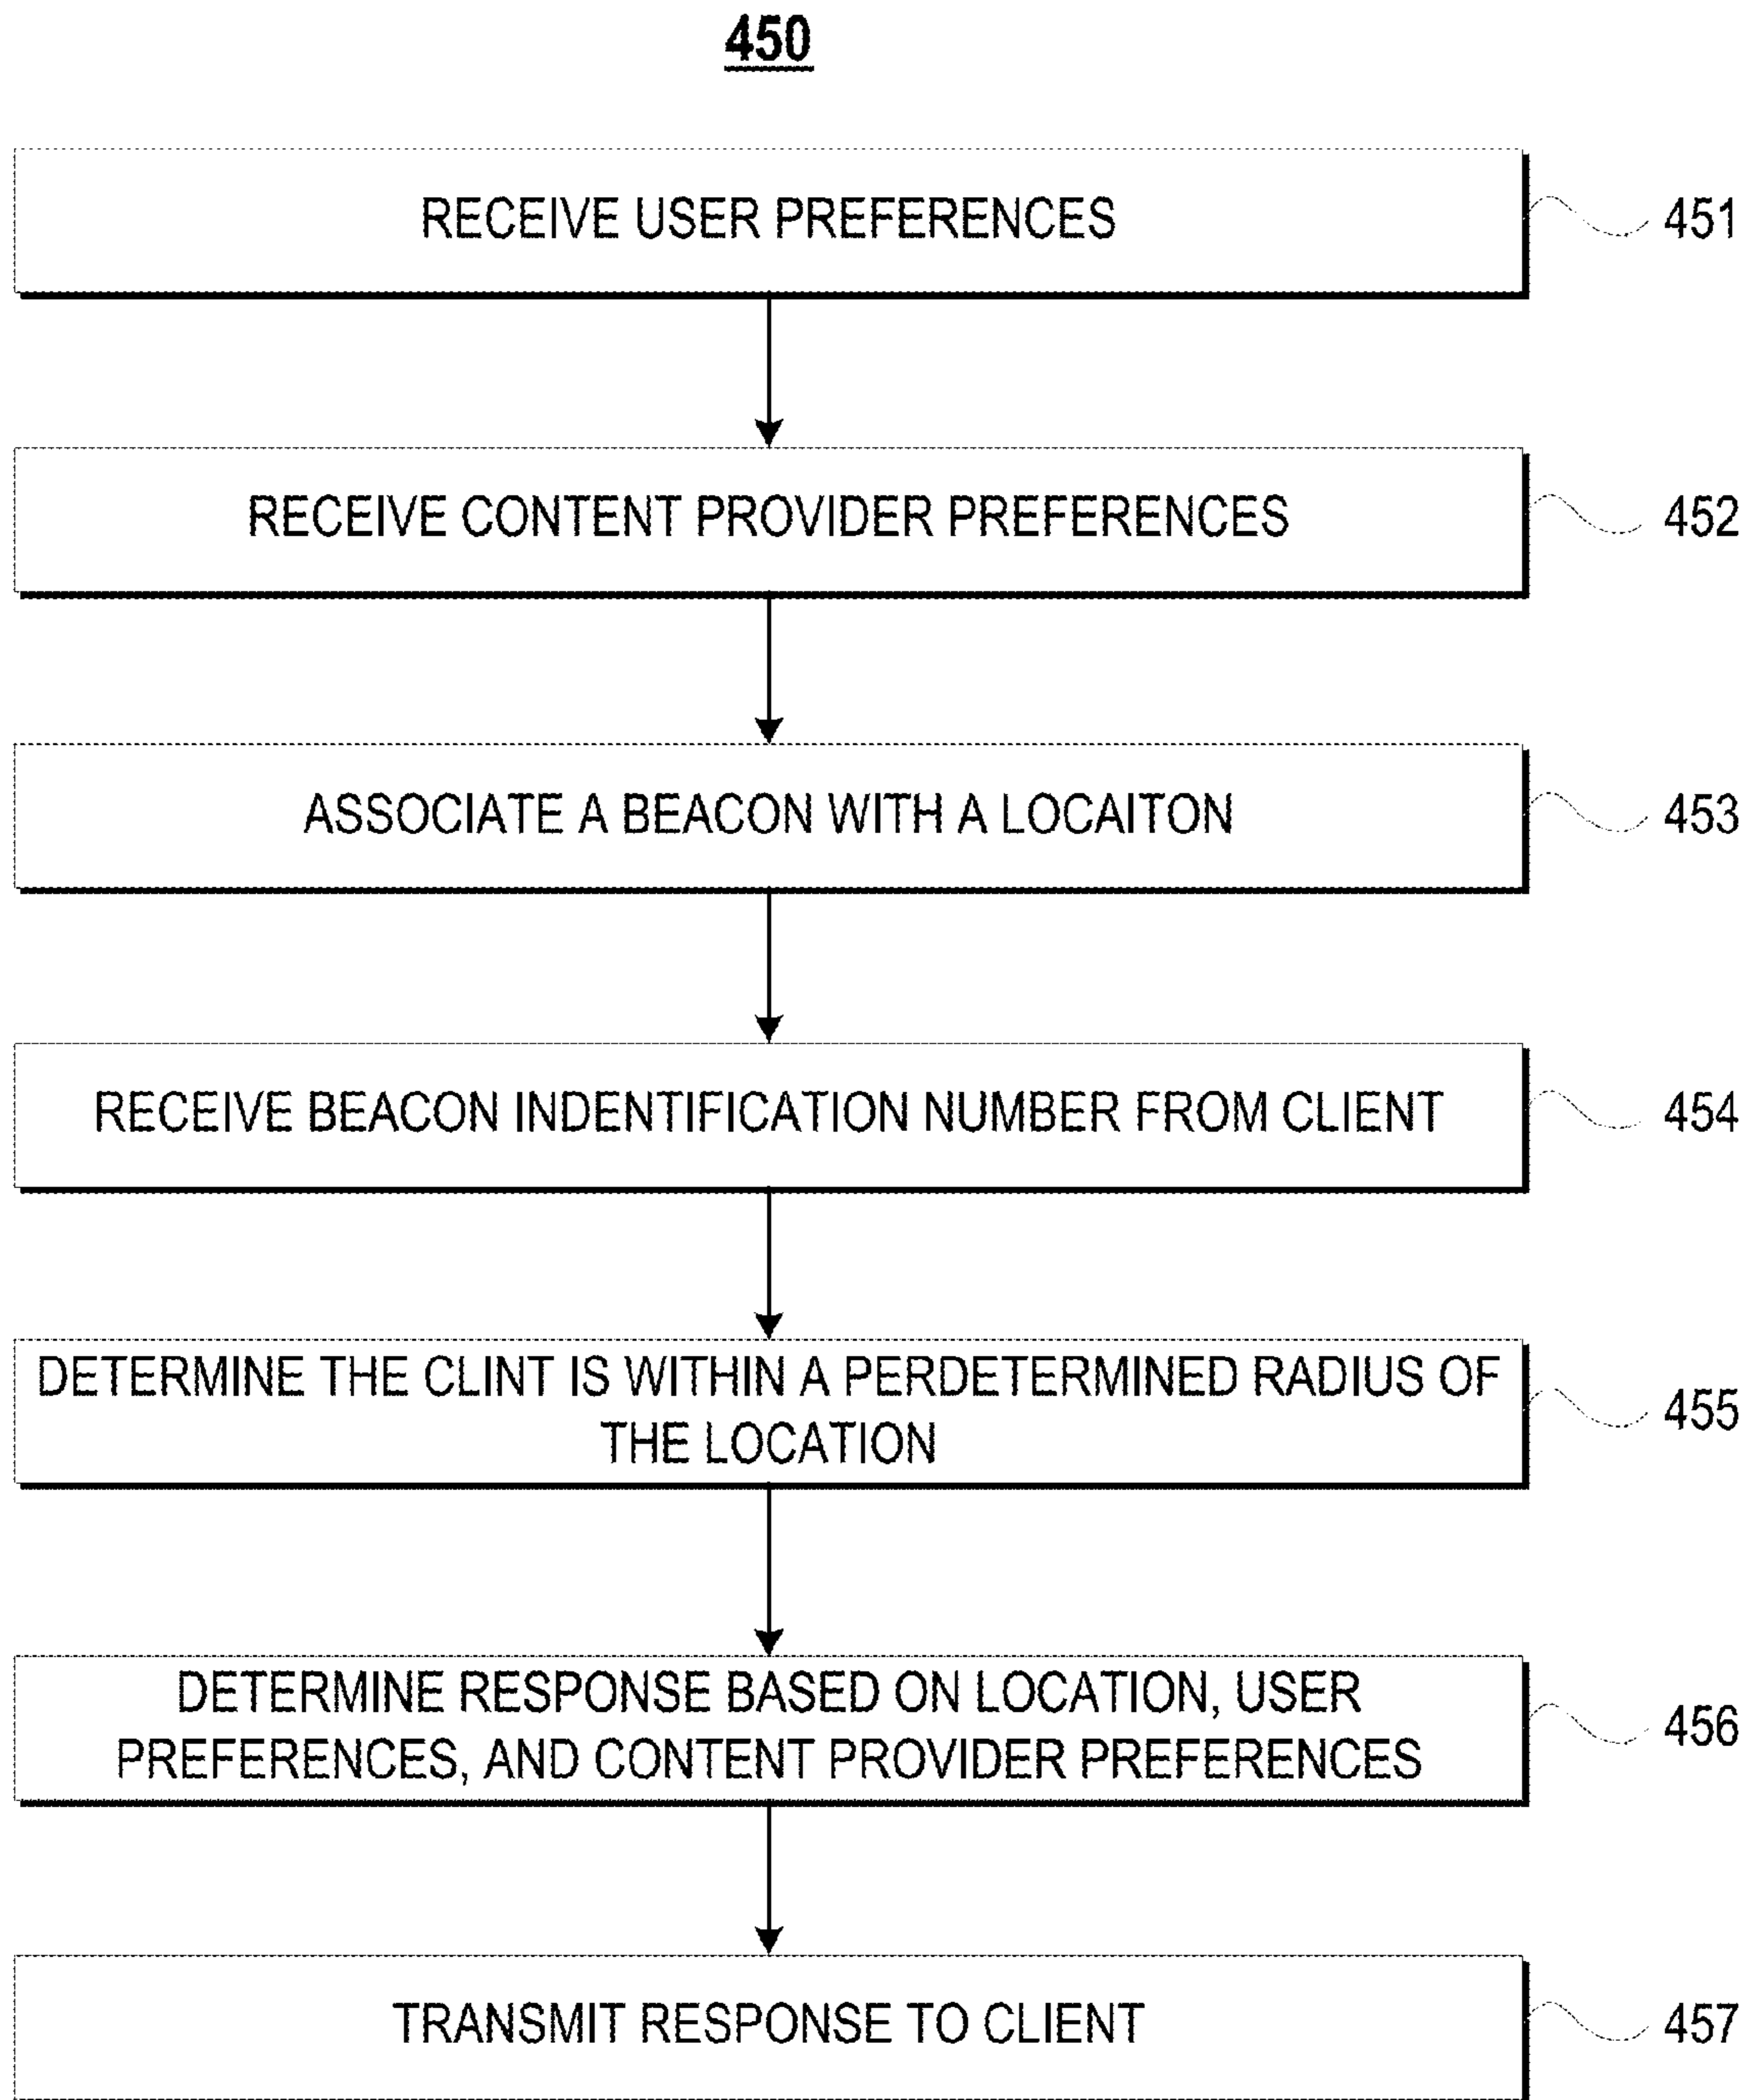 450
RECEIVE USER PREFERENCES
451
RECEIVE CONTENT PROVIDER PREFERENCES
452
ASSOCIATE A BEACON WITH A LOCAITON
453
RECEIVE BEACON INDENTIFICATION NUMBER FROM CLIENT
454
DETERMINE THE CLINT IS WITHIN A PERDETERMINED RADIUS OF
THE LOCATION
455
DETERMINE RESPONSE BASED ON LOCATION, USER
PREFERENCES, AND CONTENT PROVIDER PREFERENCES
456
TRANSMIT RESPONSE TO CLIENT
457